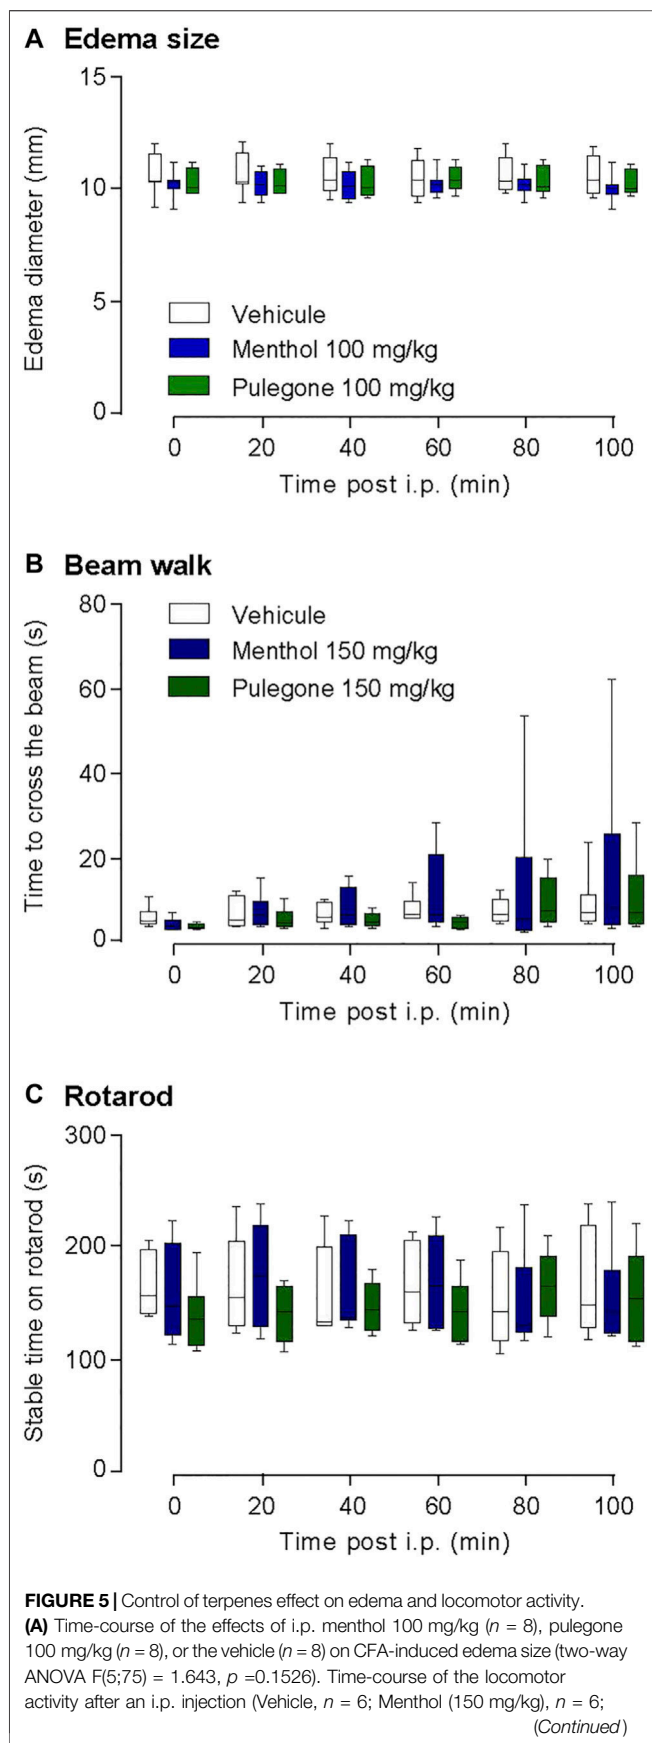 A Edema size
15
10
5
0
Edema diameter (mm)
Vehicule
Menthol 100 mg/kg
Pulegone 100 mg/kg
0 20 40 60 80 100
Time post i.p. (min)
B Beam walk
80
60
40
20
0
Time to cross the beam (s)
Vehicule
Menthol 150 mg/kg
Pulegone 150 mg/kg
0 20 40 60 80 100
Time post i.p. (min)
C Rotarod
300
200
100
0
Stable time on rotarod (s)
0 20 40 60 80 100
Time post i.p. (min)
FIGURE 5 | Control of terpenes effect on edema and locomotor activity.
(A) Time-course of the effects of i.p. menthol 100 mg/kg (n = 8), pulegone
100 mg/kg (n = 8), or the vehicle (n = 8) on CFA-induced edema size (two-way
ANOVA F(5;75) = 1.643, p =0.1526). Time-course of the locomotor
activity after an i.p. injection (Vehicle, n = 6; Menthol (150 mg/kg), n = 6;
(Continued)